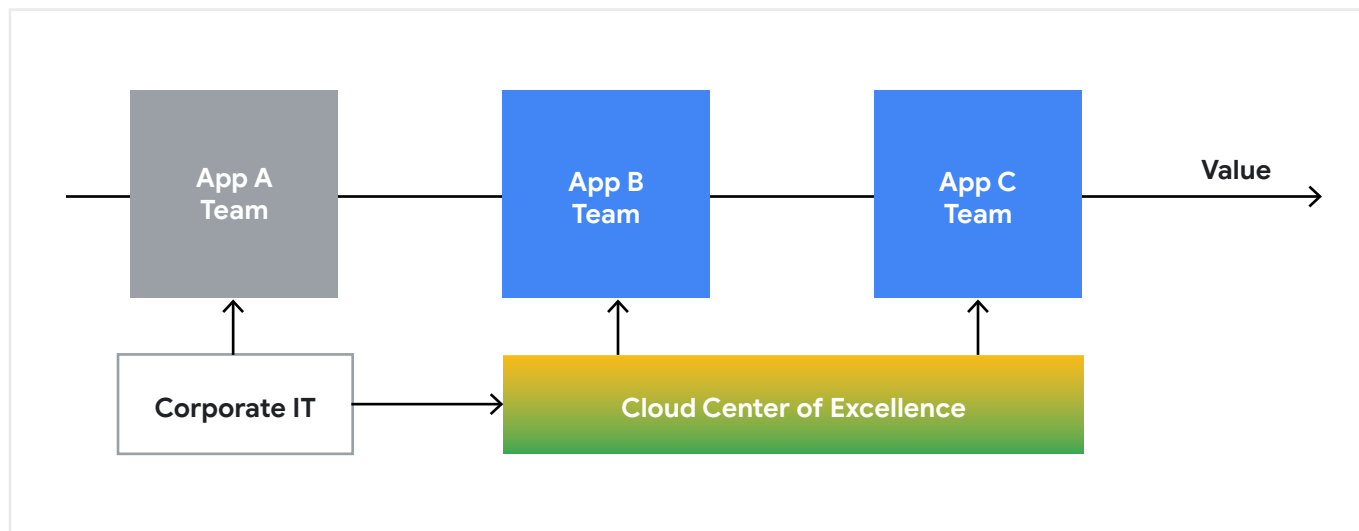 App A
Team
App B
Team
App C
Team
Value
Corporate IT
Cloud Center of Excellence